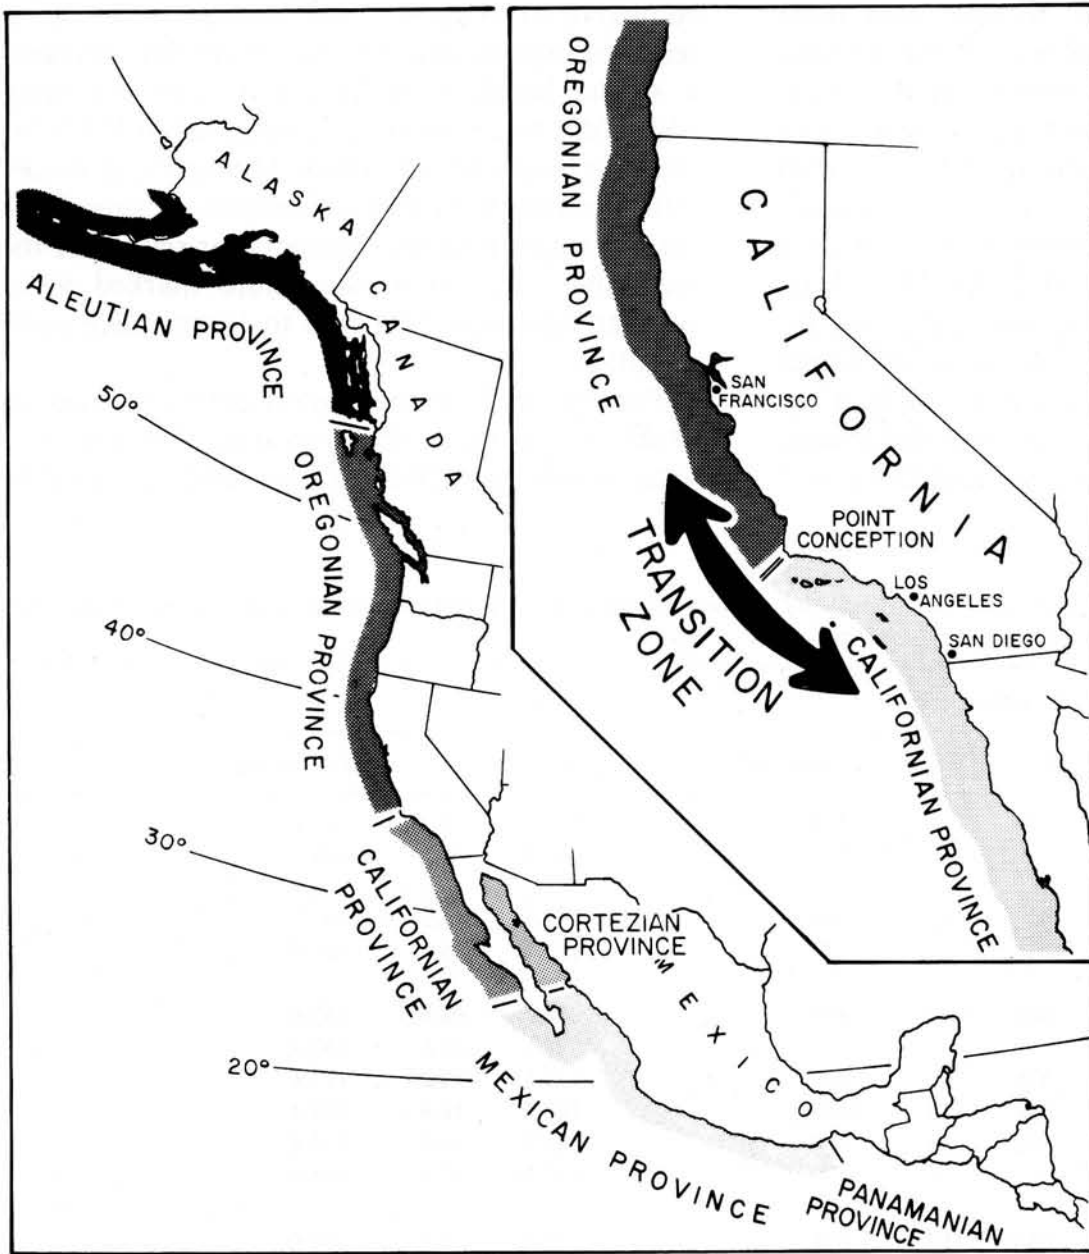 ALASKA
CANADA
ALEUTIAN PROVINCE
50°
OREGONIAN PROVINCE
40°
30°
CALIFORNIAN
PROVINCE
CORTEZIAN
PROVINCE
MEXICO
20°
MEXICAN PROVINCE
PANAMANIAN
PROVINCE
OREGONIAN PROVINCE
CALIFORNIA
SAN
FRANCISCO
POINT
CONCEPTION
TRANSITION
ZONE
LOS
ANGELES
SAN DIEGO
CALIFORNIAN PROVINCE